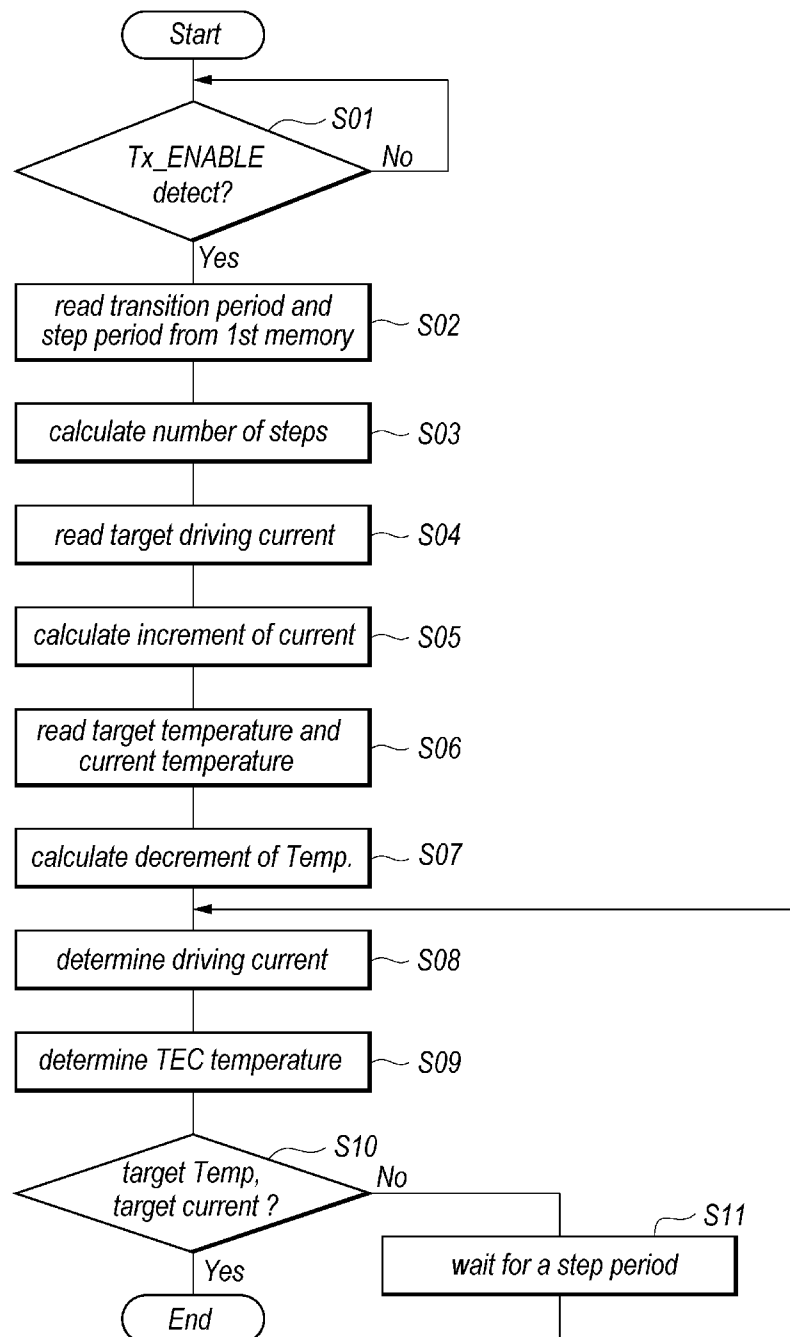 Start
S01
Tx_ENABLE
detect?
No
Yes
read transition period and
step period from 1st memory
S02
calculate number of steps
S03
read target driving current
S04
calculate increment of current
S05
read target temperature and
current temperature
S06
calculate decrement of Temp.
S07
determine driving current
S08
determine TEC temperature
S09
S10
target Temp,
target current ?
No
S11
wait for a step period
Yes
End